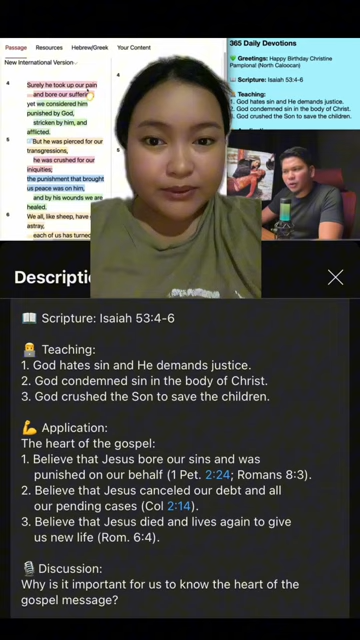 Passage Resources Hebrew/Greek Your Content
New International Version
4
Surely he took up our pain
and bore our suffering
yet we considered him
punished by God,
stricken by him, and
afflicted.
5
But he was pierced for our
transgressions,
he was crushed for our
iniquities;
the punishment that brought
us peace was on him,
and by his wounds we are
healed.
6
We all, like sheep, have
astray,
each of us has turned
4
5
365 Daily Devotions
💚 Greetings: Happy Birthday Christine
Pamplona! (North Caloocan)
📖 Scripture: Isaiah 53:4-6
Teaching:
1. God hates sin and He demands justice.
2. God condemned sin in the body of Christ.
3. God crushed the Son to save the children.
Descripti
📖 Scripture: Isaiah 53:4-6
👨‍🏫 Teaching:
1. God hates sin and He demands justice.
2. God condemned sin in the body of Christ.
3. God crushed the Son to save the children.
💪 Application:
The heart of the gospel:
1. Believe that Jesus bore our sins and was
punished on our behalf (1 Pet. 2:24; Romans 8:3).
2. Believe that Jesus canceled our debt and all
our pending cases (Col 2:14).
3. Believe that Jesus died and lives again to give
us new life (Rom. 6:4).
🎙 Discussion:
Why is it important for us to know the heart of the
gospel message?